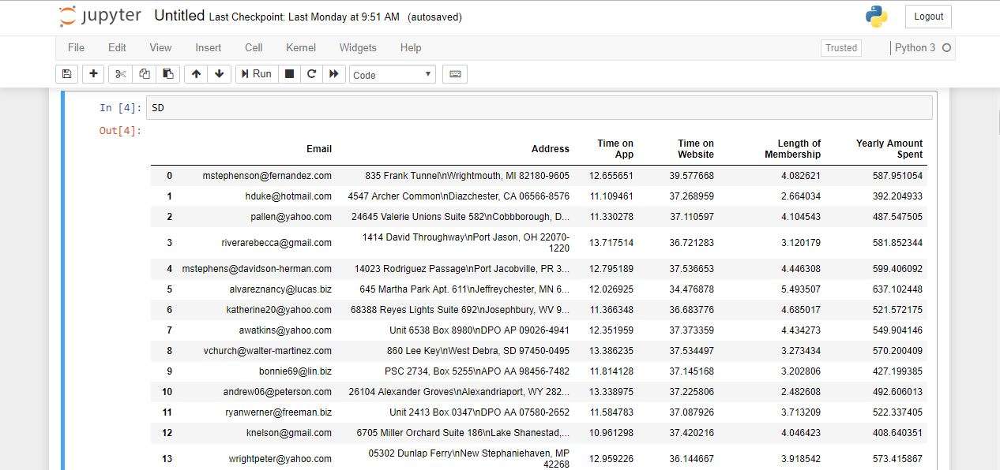 jupyter Untitled Last Checkpoint: Last Monday at 9:51 AM (autosaved) Logout
File Edit View Insert Cell Kernel Widgets Help Trusted Python 3
Run Code
In [4]: SD
Out[4]:
Email Address Time on App Time on Website Length of Membership Yearly Amount Spent
0 mstephenson@fernandez.com 835 Frank Tunnel\nWrightmouth, MI 82180-9605 12.655651 39.577668 4.082621 587.951054
1 hduke@hotmail.com 4547 Archer Common\nDiazchester, CA 06566-8576 11.109461 37.268959 2.664034 392.204933
2 pallen@yahoo.com 24645 Valerie Unions Suite 582\nCobbborough, D... 11.330278 37.110597 4.104543 487.547505
3 riverarebecca@gmail.com 1414 David Throughway\nPort Jason, OH 22070-1220 13.717514 36.721283 3.120179 581.852344
4 mstephens@davidson-herman.com 14023 Rodriguez Passage\nPort Jacobville, PR 3... 12.795189 37.536653 4.446308 599.406092
5 alvareznancy@lucas.biz 645 Martha Park Apt. 611\nJeffreychester, MN 6... 12.026925 34.476878 5.493507 637.102448
6 katherine20@yahoo.com 68388 Reyes Lights Suite 692\nJosephbury, WV 9... 11.366348 36.683776 4.685017 521.572175
7 awatkins@yahoo.com Unit 6538 Box 8980\nDPO AP 09026-4941 12.351959 37.373359 4.434273 549.904146
8 vchurch@walter-martinez.com 860 Lee Key\nWest Debra, SD 97450-0495 13.386235 37.534497 3.273434 570.200409
9 bonnie69@lin.biz PSC 2734, Box 5255\nAPO AA 98456-7482 11.814128 37.145168 3.202806 427.199385
10 andrew06@peterson.com 26104 Alexander Groves\nAlexandriaport, WY 282... 13.338975 37.225806 2.482608 492.606013
11 ryanwerner@freeman.biz Unit 2413 Box 0347\nDPO AA 07580-2652 11.584783 37.087926 3.713209 522.337405
12 knelson@gmail.com 6705 Miller Orchard Suite 186\nLake Shanestad,... 10.961298 37.420216 4.046423 408.640351
13 wrightpeter@yahoo.com 05302 Dunlap Ferry\nNew Stephaniehaven, MP 42268 12.959226 36.144667 3.918542 573.415867